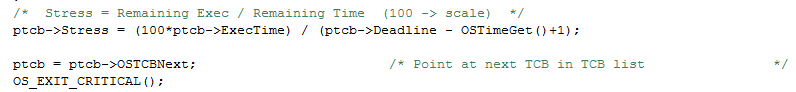 /*  Stress = Remaining Exec / Remaining Time  (100 -> scale)  */
ptcb->Stress = (100*ptcb->ExecTime) / (ptcb->Deadline - OSTimeGet()+1);
ptcb = ptcb->OSTCBNext;                        /* Point at next TCB in TCB list                */
OS_EXIT_CRITICAL();